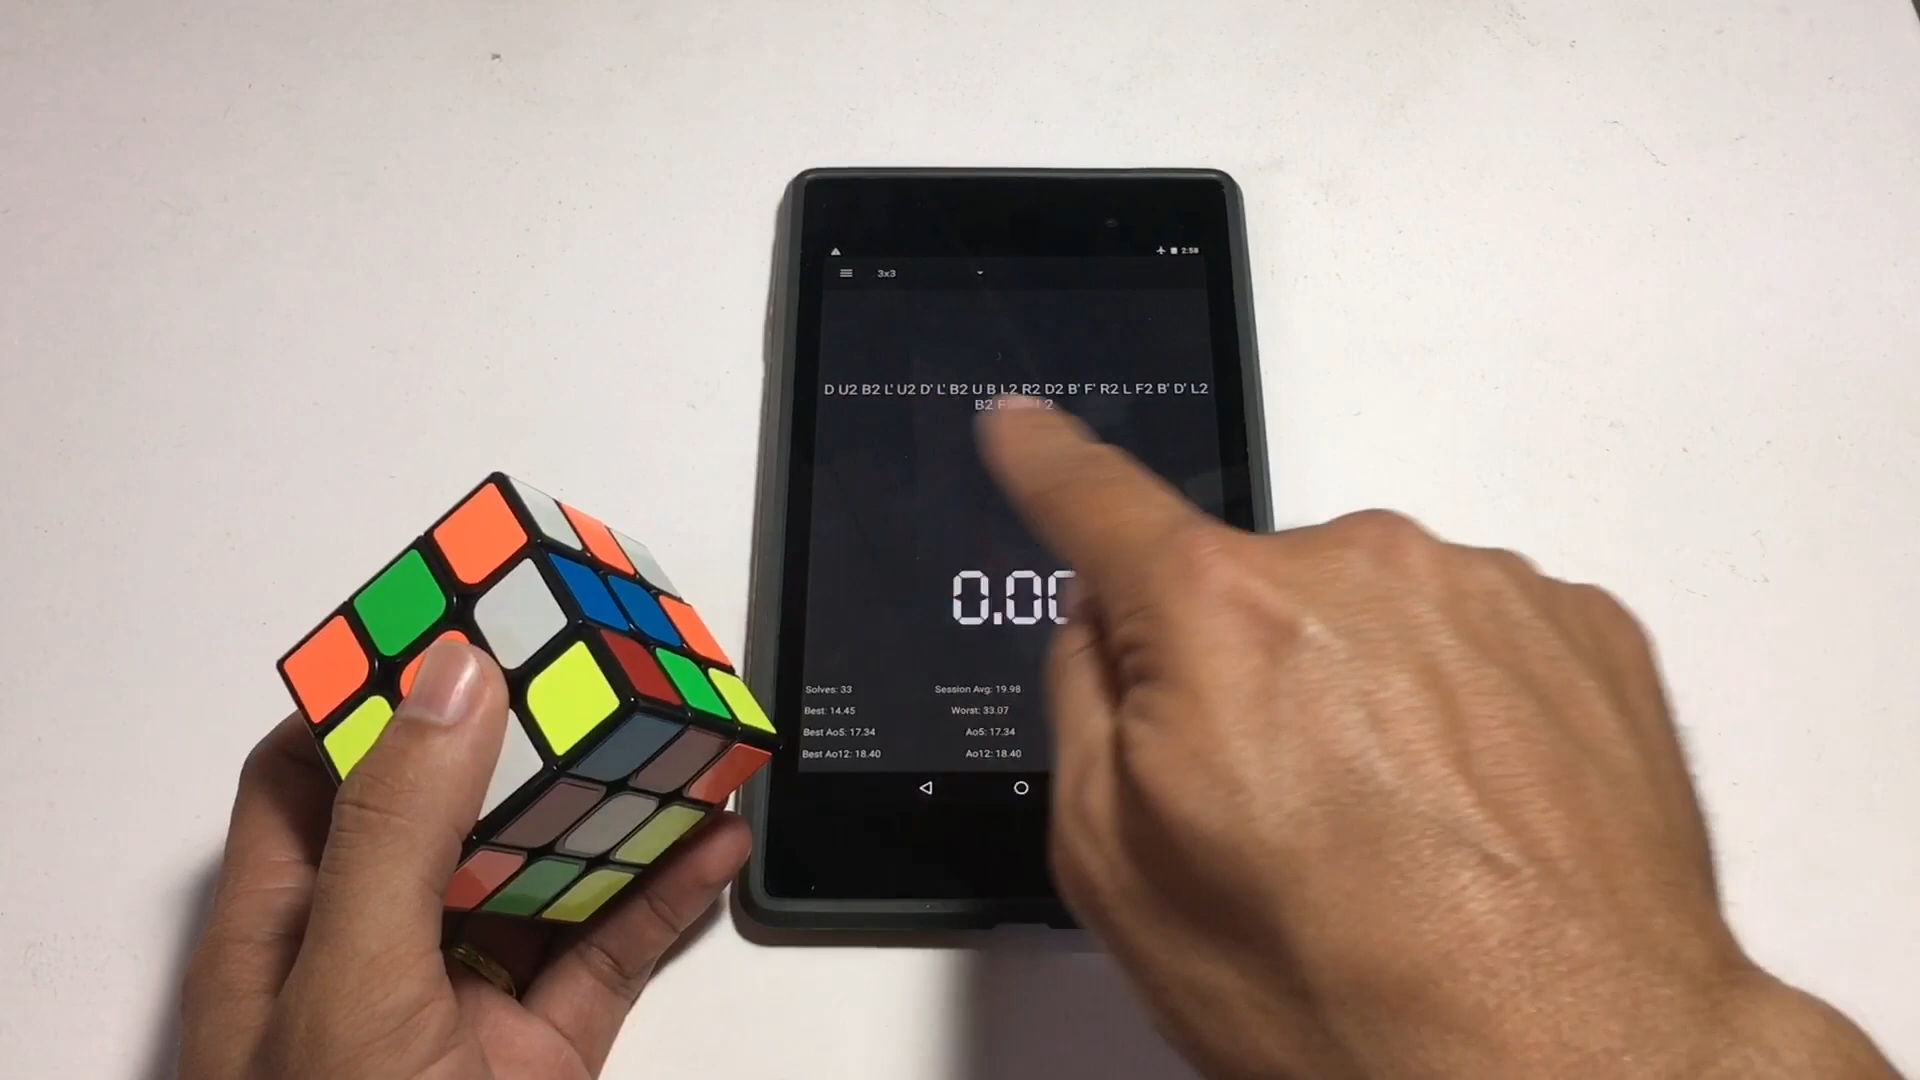 2:58
3x3
D U2 B2 L' U2 D' L' B2 U B L2 R2 D2 B' F' R2 L F2 B' D' L2
B2
0.00
Solves: 33 Session Avg: 19.98
Best: 14.45 Worst: 33.07
Best Ao5: 17.34 Ao5: 17.34
Best Ao12: 18.40 Ao12: 18.40